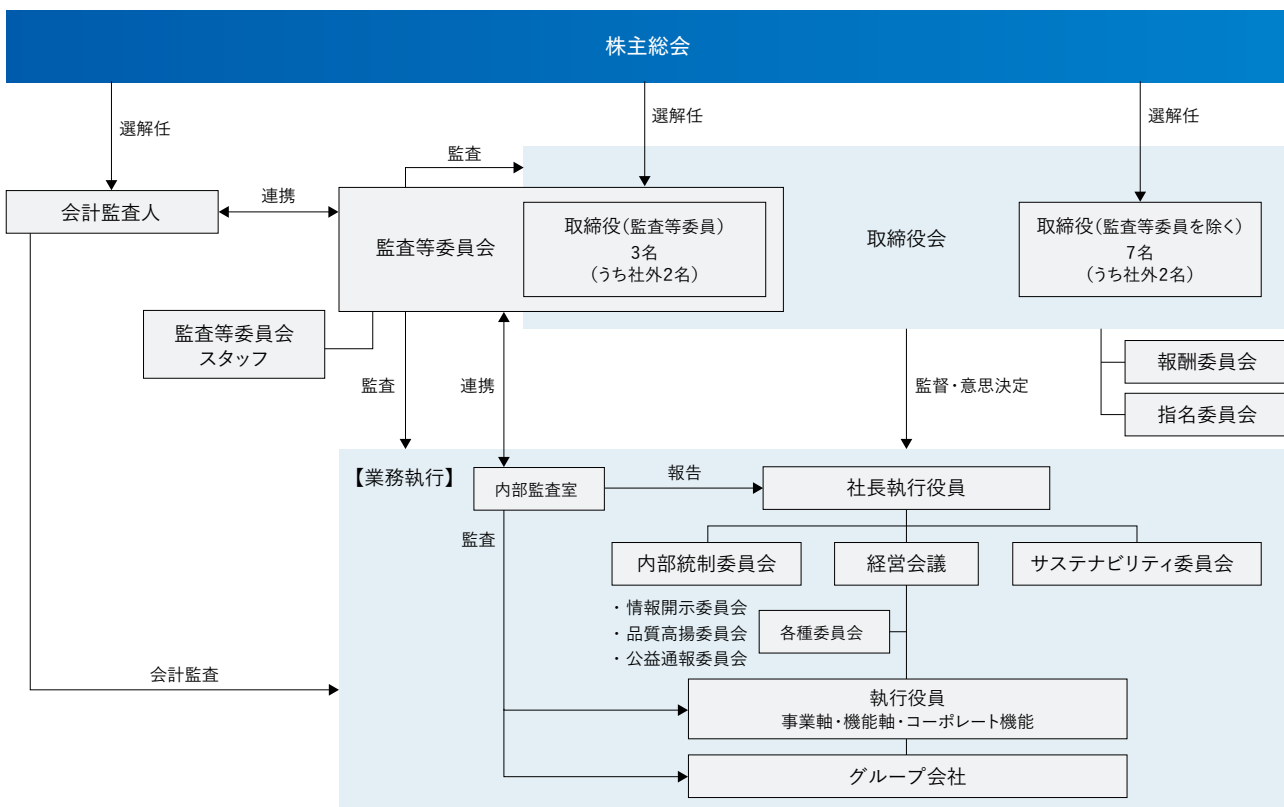 株主総会
選解任
選解任
選解任
監査
会計監査人
連携
監査等委員会
取締役(監査等委員)
3名
(うち社外2名)
取締役会
取締役(監査等委員を除く)
7名
(うち社外2名)
監査等委員会
スタッフ
監査
連携
監督・意思決定
報酬委員会
指名委員会
【業務執行】
内部監査室
報告
社長執行役員
監査
内部統制委員会
経営会議
サステナビリティ委員会
・情報開示委員会
・品質高揚委員会
・公益通報委員会
各種委員会
会計監査
執行役員
事業軸・機能軸・コーポレート機能
グループ会社